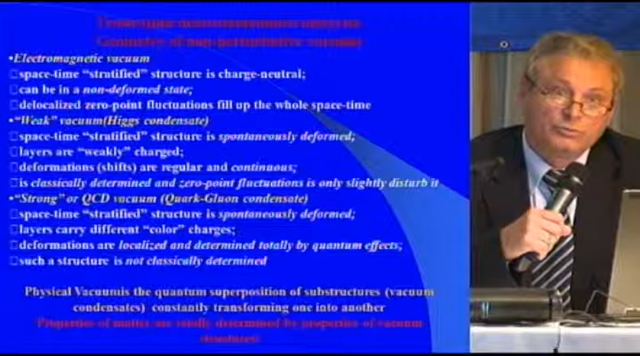 Geometry of non-perturbative vacuum
•Electromagnetic vacuum
□space-time “stratified” structure is charge-neutral;
□can be in a non-deformed state;
□delocalized zero-point fluctuations fill up the whole space-time
•“Weak” vacuum(Higgs condensate)
□space-time “stratified” structure is spontaneously deformed;
□layers are “weakly” charged;
□deformations (shifts) are regular and continuous;
□is classically determined and zero-point fluctuations is only slightly disturb it
•“Strong” or QCD vacuum (Quark-Gluon condensate)
□space-time “stratified” structure is spontaneously deformed;
□layers carry different “color” charges;
□deformations are localized and determined totally by quantum effects;
□such a structure is not classically determined
Physical Vacuumis the quantum superposition of substructures (vacuum
condensates) constantly transforming one into another
Properties of matter are totally determined by properties of vacuum
structures!